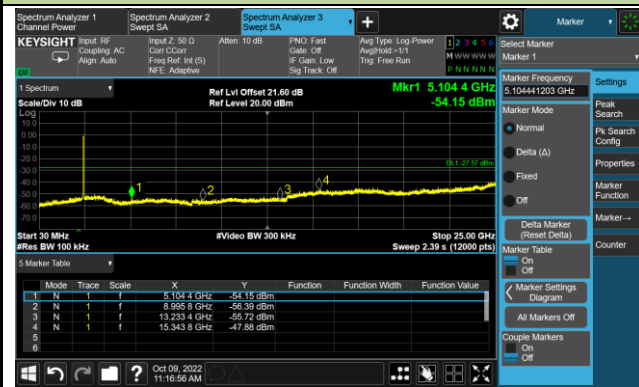 Spectrum Analyzer 1
Channel Power
Spectrum Analyzer 2
Swept SA
Spectrum Analyzer 3
Swept SA
Marker
KEYSIGHT
Input: RF
Coupling: AC
Align: Auto
Input Z: 50 Ω
Corr CCorr
Freq Ref: Int (S)
NFE: Adaptive
Atten: 10 dB
PNO: Fast
Gate: Off
IF Gain: Low
Sig Track: Off
Avg Type: Log-Power
Avg|Hold:>1/1
Trig: Free Run
1 2 3 4 5 6
M W W W W W
P N N N N N
LXI
Select Marker
Marker 1
1 Spectrum
Scale/Div 10 dB
Ref Lvl Offset 21.60 dB
Ref Level 20.00 dBm
Mkr1 5.104 4 GHz
-54.15 dBm
Log
10.0
0.00
-10.0
-20.0
-30.0
-40.0
-50.0
-60.0
-70.0
DL1 -27.57 dBm
1
2
3
4
Start 30 MHz
#Res BW 100 kHz
#Video BW 300 kHz
Stop 25.00 GHz
Sweep 2.39 s (12000 pts)
5 Marker Table
Mode Trace Scale X Y Function Function Width Function Value
1 N 1 f 5.104 4 GHz -54.15 dBm
2 N 1 f 8.995 8 GHz -56.39 dBm
3 N 1 f 13.233 4 GHz -55.72 dBm
4 N 1 f 15.343 8 GHz -47.88 dBm
5
6
Marker Frequency
5.104441203 GHz
Marker Mode
Normal
Delta (Δ)
Fixed
Off
Delta Marker
(Reset Delta)
Marker Table
On
Off
Marker Settings
Diagram
All Markers Off
Couple Markers
On
Off
Settings
Peak
Search
Pk Search
Config
Properties
Marker
Function
Marker→
Counter
?
Oct 09, 2022
11:16:56 AM